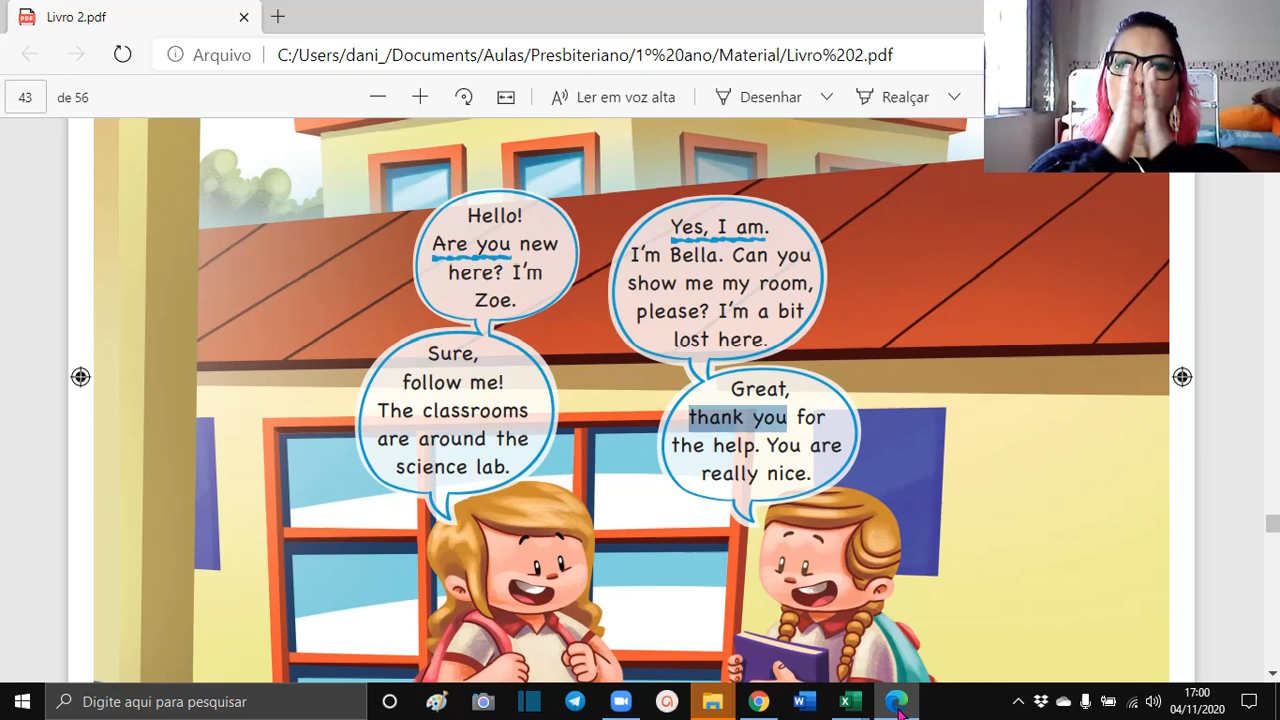 Livro 2.pdf
Arquivo
C:/Users/dani_/Documents/Aulas/Presbiteriano/1º%20ano/Material/Livro%202.pdf
43
de 56
Ler em voz alta
Desenhar
Realçar
Hello!
Are you new
here? I'm
Zoe.
Yes, I am.
I'm Bella. Can you
show me my room,
please? I'm a bit
lost here.
Sure,
follow me!
The classrooms
are around the
science lab.
Great,
thank you for
the help. You are
really nice.
Digite aqui para pesquisar
17:00
04/11/2020